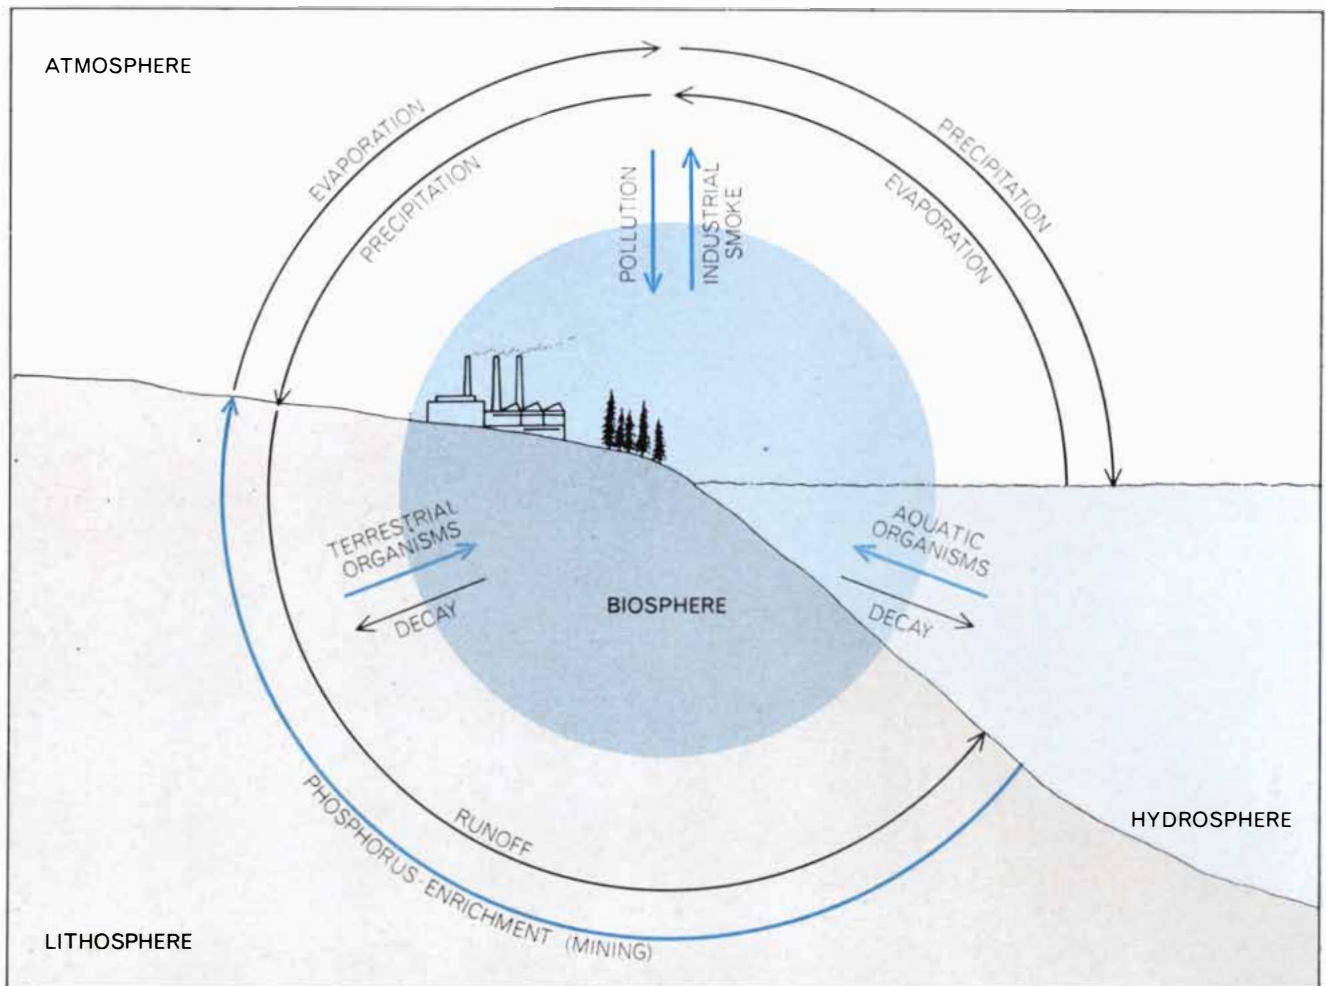 ATMOSPHERE
EVAPORATION
PRECIPITATION
POLLUTION
INDUSTRIAL
SMOKE
EVAPORATION
PRECIPITATION
TERRESTRIAL
ORGANISMS
DECAY
BIOSPHERE
AQUATIC
ORGANISMS
DECAY
RUNOFF
PHOSPHORUS-ENRICHMENT (MINING)
HYDROSPHERE
LITHOSPHERE